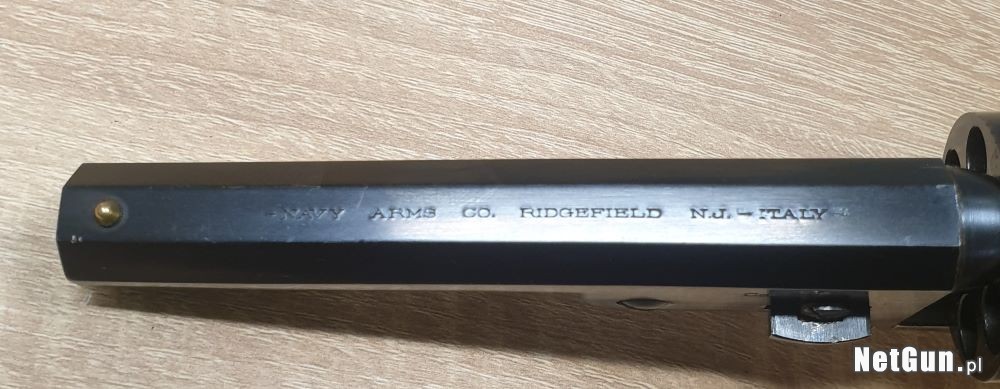 -NAVY ARMS CO. RIDGEFIELD N.J. - ITALY-
NetGun.pl